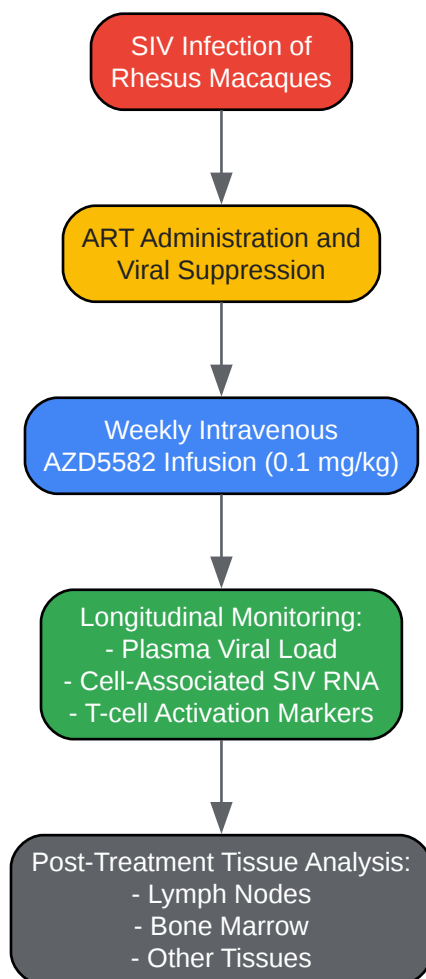 SIV Infection of
Rhesus Macaques
ART Administration and
Viral Suppression
Weekly Intravenous
AZD5582 Infusion (0.1 mg/kg)
Longitudinal Monitoring:
- Plasma Viral Load
- Cell-Associated SIV RNA
- T-cell Activation Markers
Post-Treatment Tissue Analysis:
- Lymph Nodes
- Bone Marrow
- Other Tissues